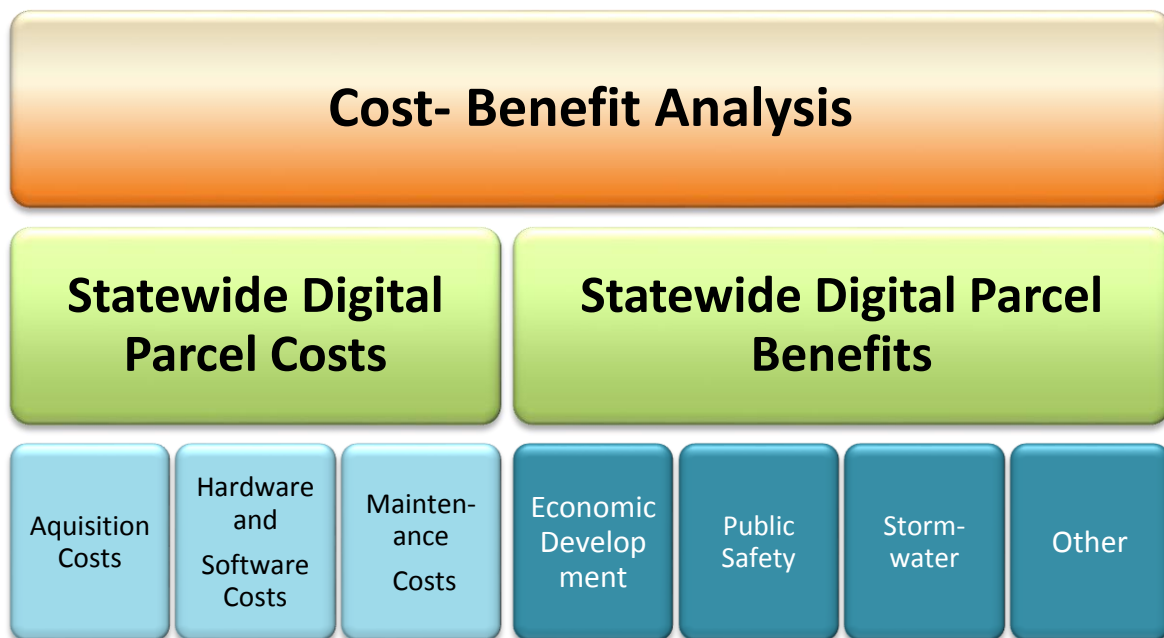 Cost- Benefit Analysis
Statewide Digital
Parcel Costs
Statewide Digital Parcel
Benefits
Aquisition
Costs
Hardware
and
Software
Costs
Mainten-
ance
Costs
Economic
Develop
ment
Public
Safety
Storm-
water
Other